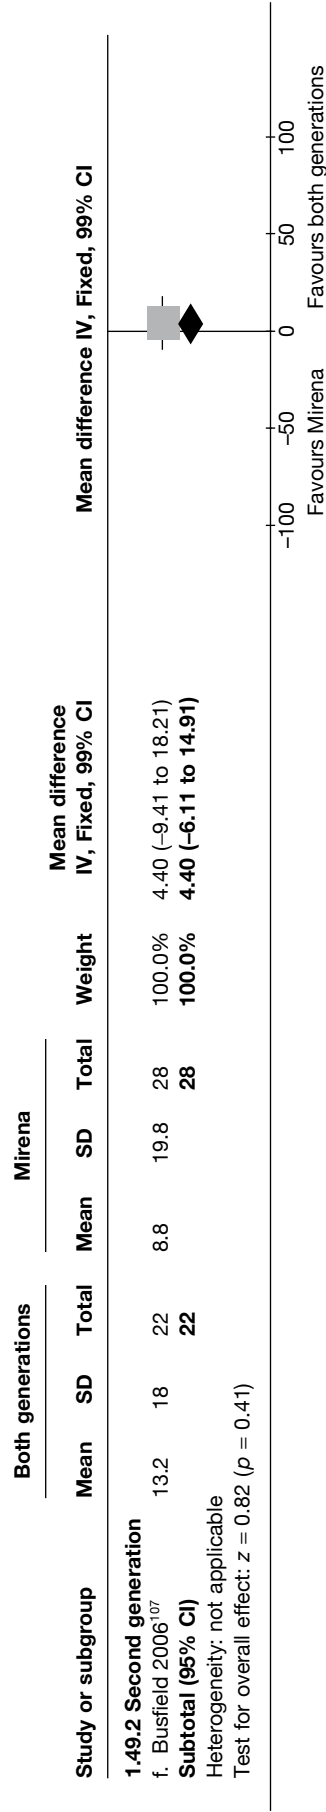 Both generations Mirena Mean difference
Study or subgroup Mean SD Total Mean SD Total Weight IV, Fixed, 99% CI Mean difference IV, Fixed, 99% CI
1.49.2 Second generation
f. Busfield 2006107 13.2 18 22 8.8 19.8 28 100.0% 4.40 (–9.41 to 18.21)
Subtotal (95% CI) 22 28 100.0% 4.40 (–6.11 to 14.91)
Heterogeneity: not applicable
Test for overall effect: z = 0.82 (p = 0.41)
–100 –50 0 50 100
Favours Mirena Favours both generations